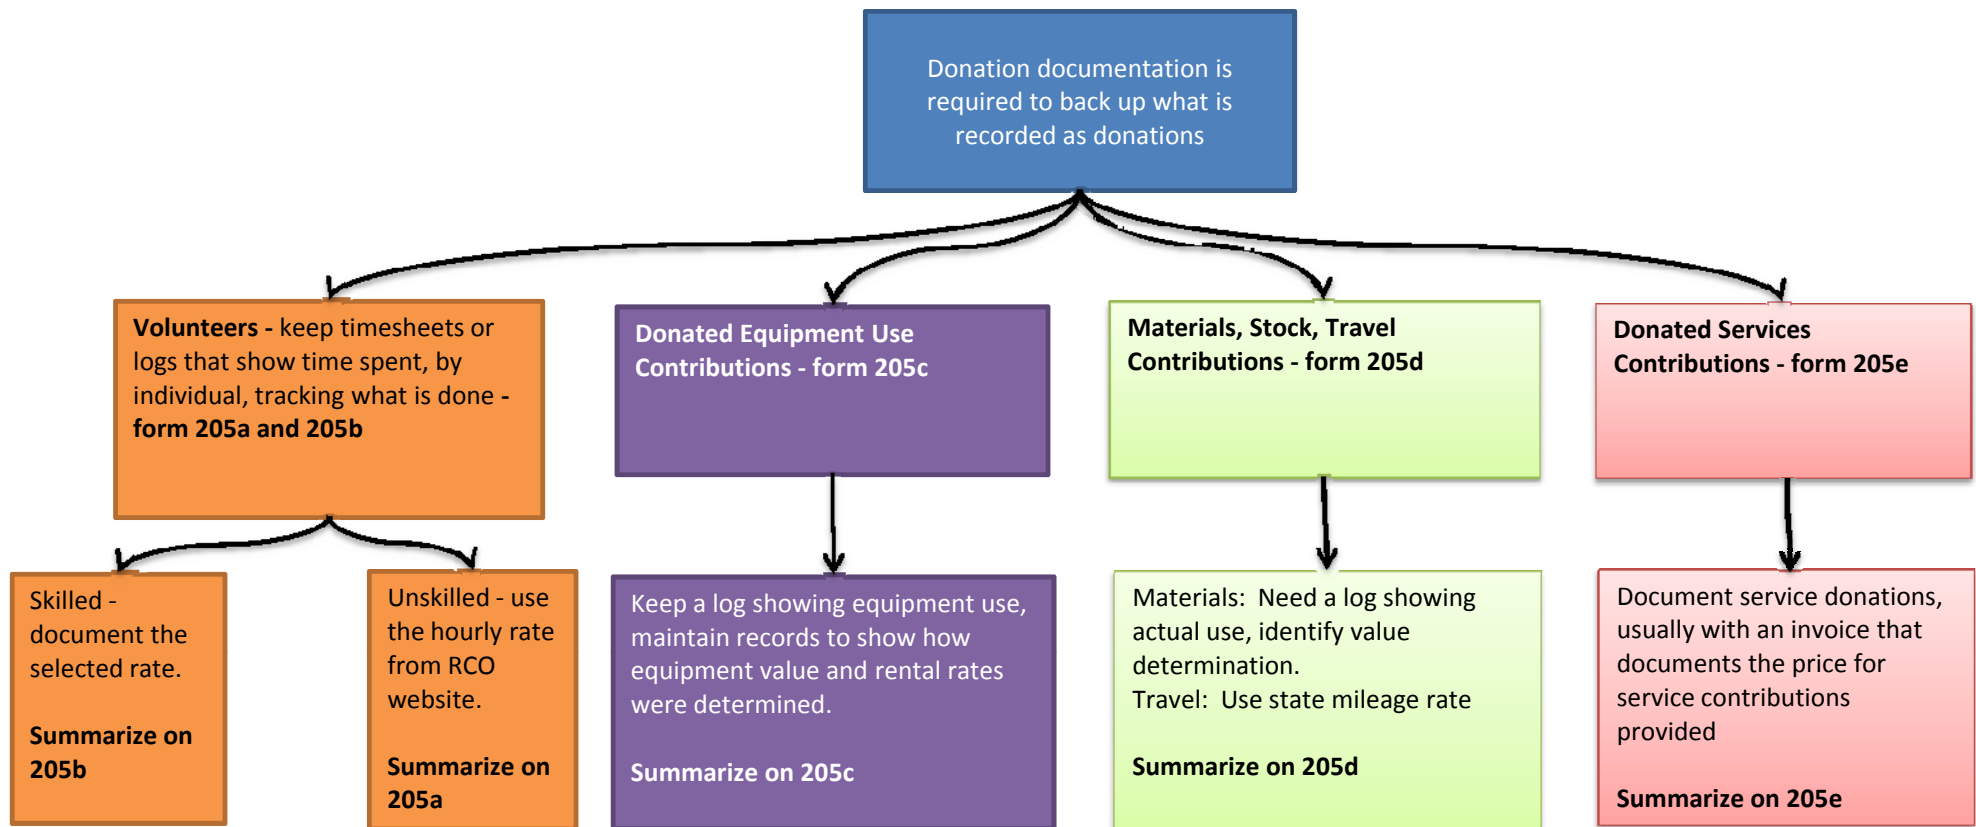 Donation documentation is
required to back up what is
recorded as donations
Volunteers - keep timesheets or
logs that show time spent, by
individual, tracking what is done -
form 205a and 205b
Donated Equipment Use
Contributions - form 205c
Materials, Stock, Travel
Contributions - form 205d
Donated Services
Contributions - form 205e
Skilled -
document the
selected rate.
Summarize on
205b
Unskilled - use
the hourly rate
from RCO
website.
Summarize on
205a
Keep a log showing equipment use,
maintain records to show how
equipment value and rental rates
were determined.
Summarize on 205c
Materials:  Need a log showing
actual use, identify value
determination.
Travel:  Use state mileage rate
Summarize on 205d
Document service donations,
usually with an invoice that
documents the price for
service contributions
provided
Summarize on 205e